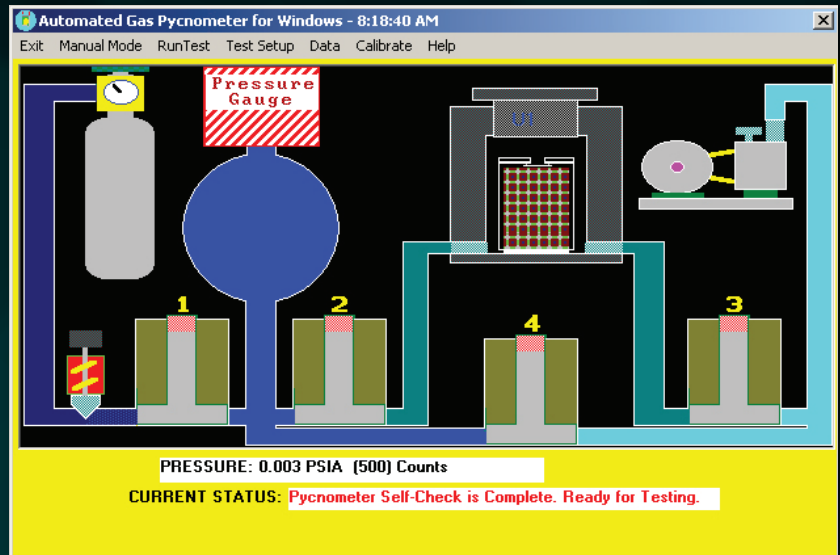 Automated Gas Pycnometer for Windows - 8:18:40 AM
Exit Manual Mode RunTest Test Setup Data Calibrate Help
Pressure
Gauge
1
2
4
3
PRESSURE: 0.003 PSIA (500) Counts
CURRENT STATUS: Pycnometer Self-Check is Complete. Ready for Testing.